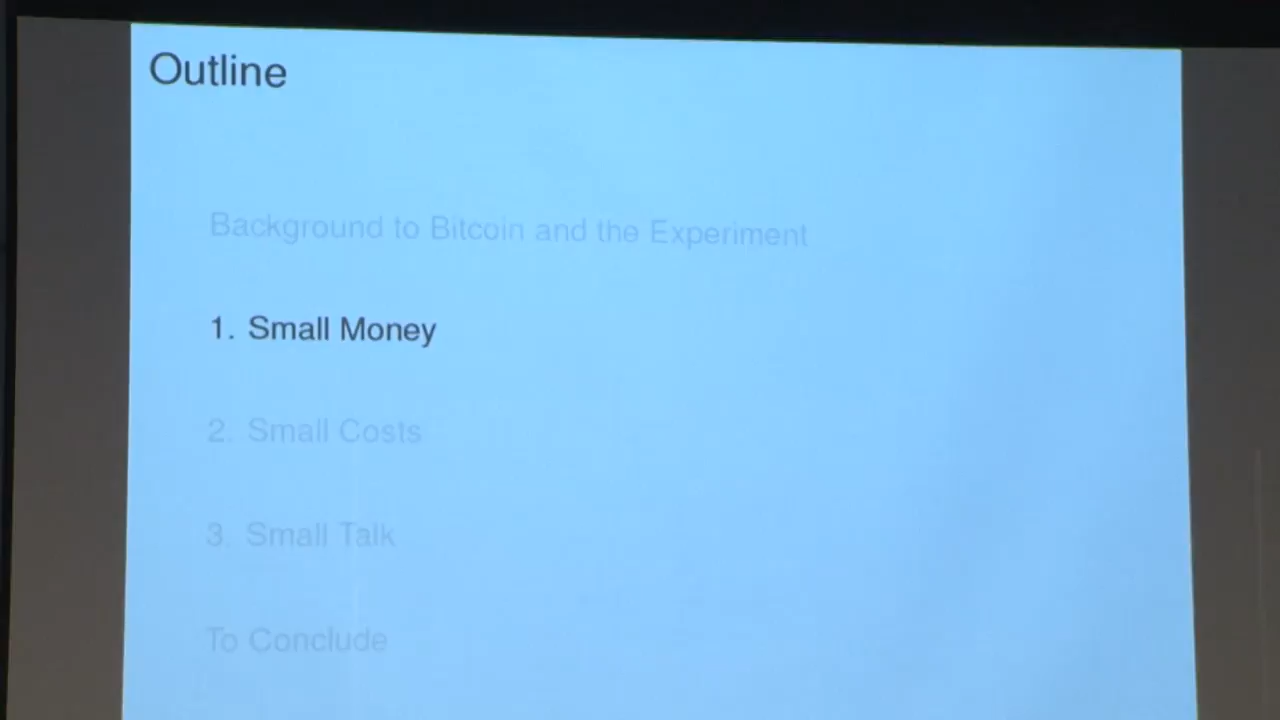 Outline
Background to Bitcoin and the Experiment
1. Small Money
2. Small Costs
3. Small Talk
To Conclude